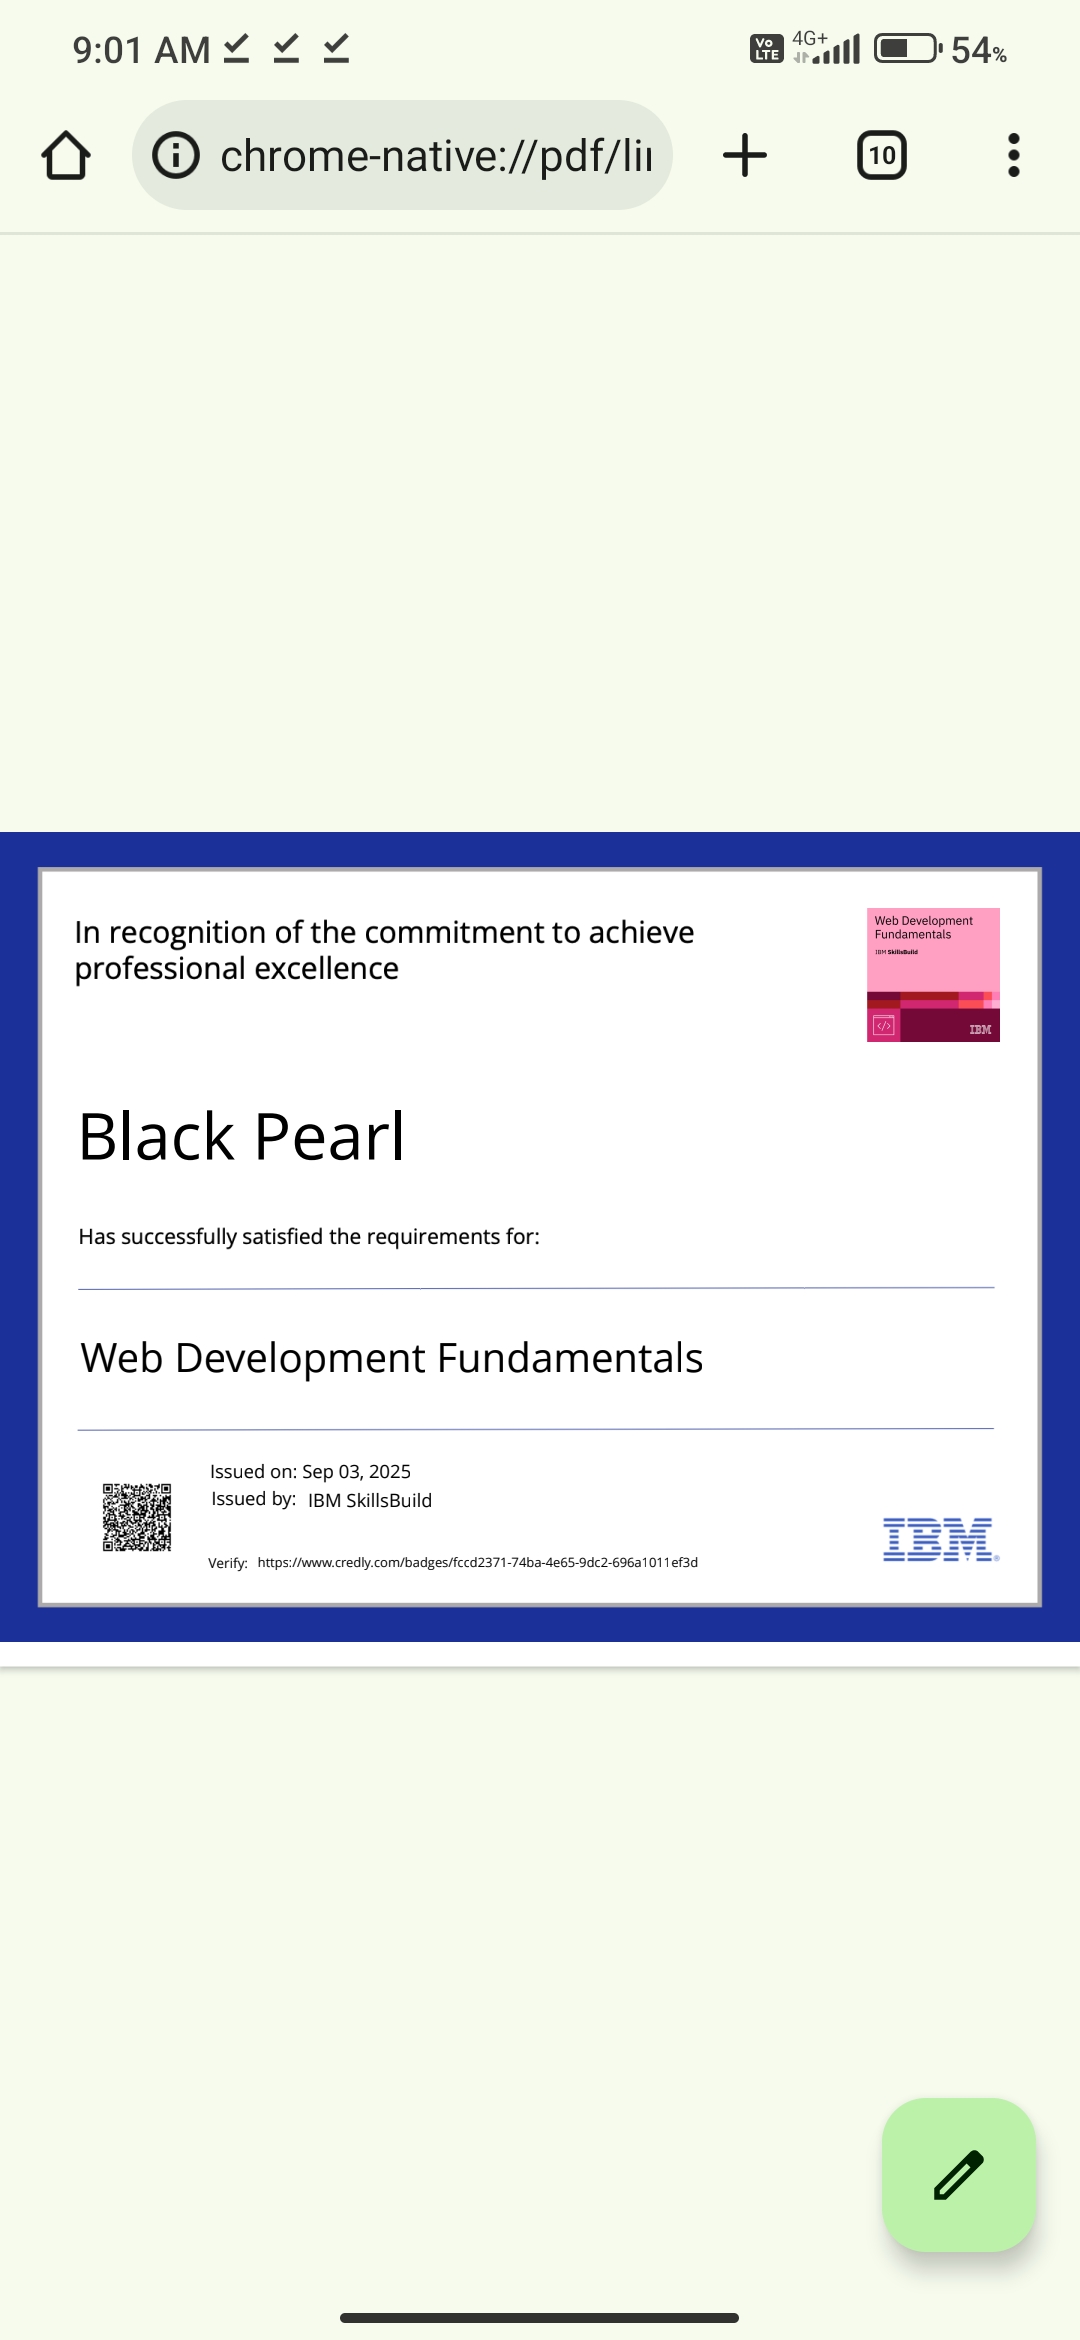 9:01 AM
Vo LTE 4G+ 54%
chrome-native://pdf/lin
10
In recognition of the commitment to achieve
professional excellence
Web Development
Fundamentals
IBM SkillsBuild
</>
IBM
Black Pearl
Has successfully satisfied the requirements for:
Web Development Fundamentals
Issued on: Sep 03, 2025
Issued by: IBM SkillsBuild
IBM®
Verify: https://www.credly.com/badges/fccd2371-74ba-4e65-9dc2-696a1011ef3d